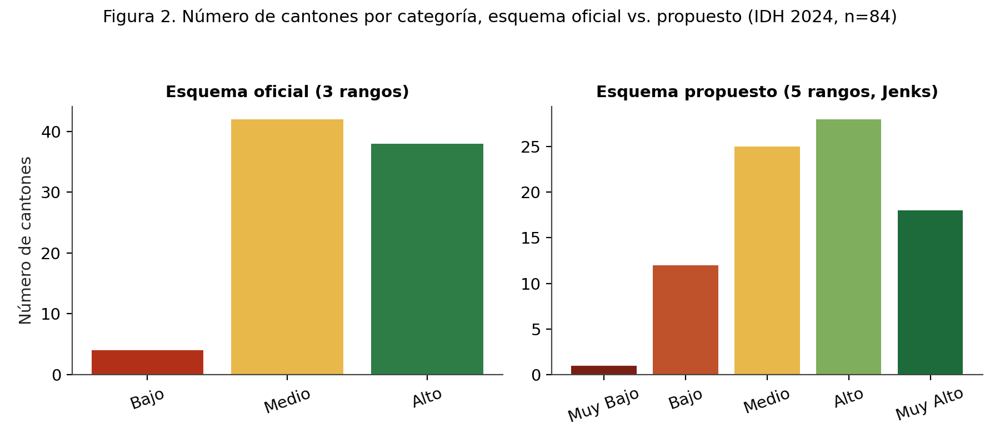 Figura 2. Número de cantones por categoría, esquema oficial vs. propuesto (IDH 2024, n=84)
Esquema oficial (3 rangos)
Número de cantones
40
30
20
10
0
Bajo
Medio
Alto
Esquema propuesto (5 rangos, Jenks)
25
20
15
10
5
0
Muy Bajo
Bajo
Medio
Alto
Muy Alto